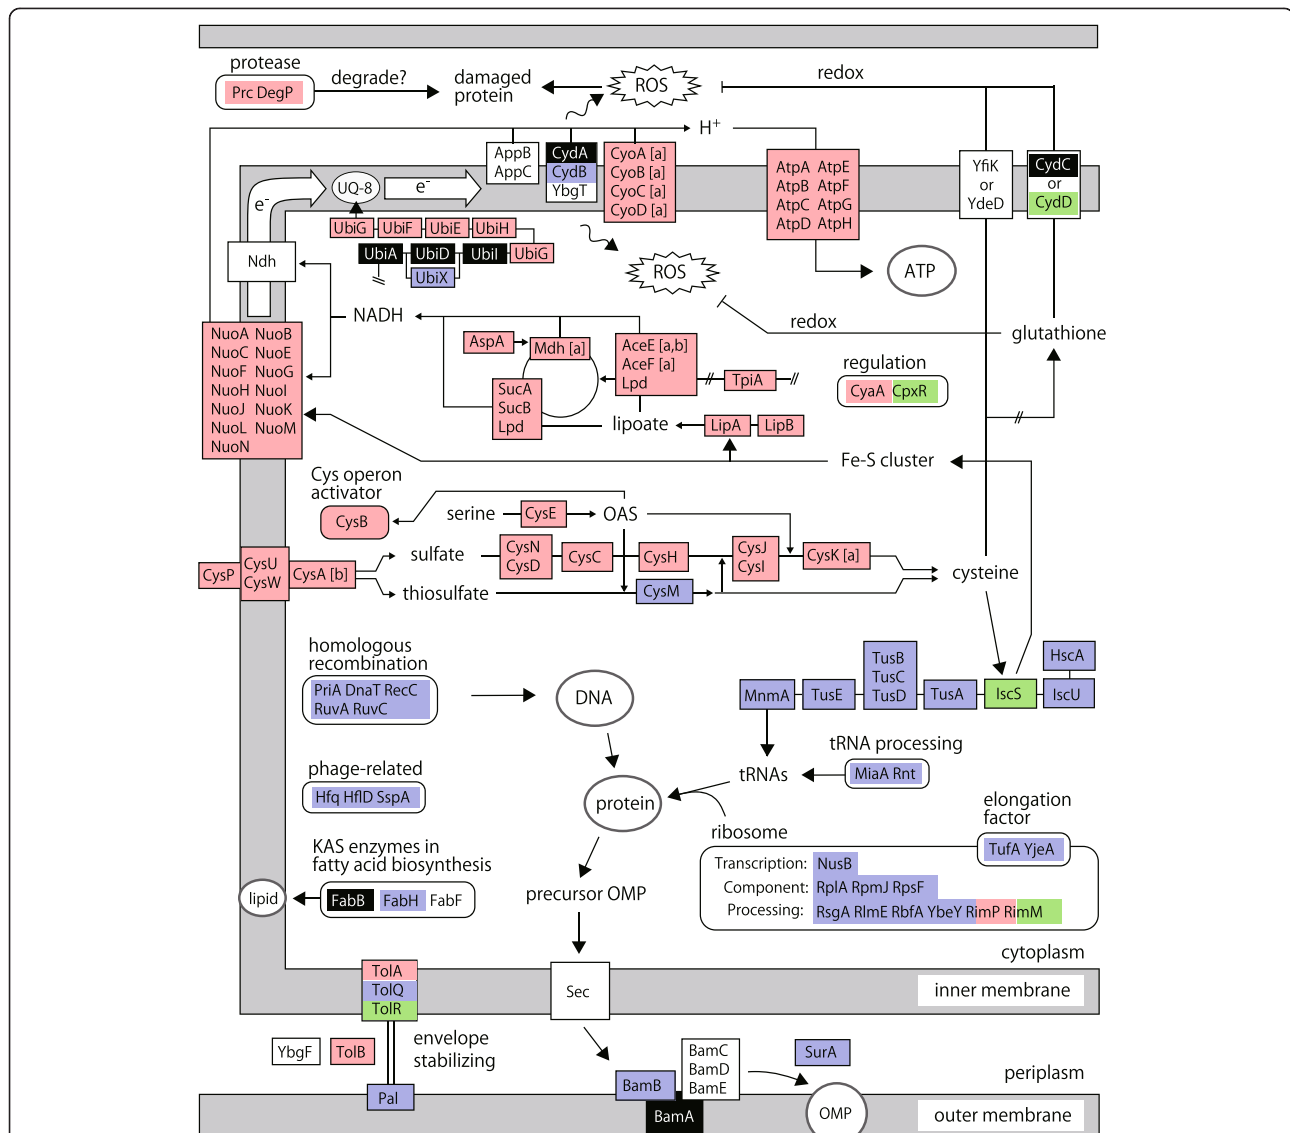 protease
Prc DegP
degrade?
damaged
protein
ROS
redox
H+
AppB
AppC
CydA
CydB
YbgT
CyoA [a]
CyoB [a]
CyoC [a]
CyoD [a]
AtpA AtpE
AtpB AtpF
AtpC AtpG
AtpD AtpH
YfiK
or
YdeD
CydC
or
CydD
e-
UQ-8
e-
UbiG UbiF UbiE UbiH
UbiA UbiD UbiI UbiG
UbiX
Ndh
ROS
ATP
NADH
redox
glutathione
NuoA NuoB
NuoC NuoE
NuoF NuoG
NuoH NuoI
NuoJ NuoK
NuoL NuoM
NuoN
AspA
Mdh [a]
AceE [a,b]
AceF [a]
Lpd
TpiA
SucA
SucB
Lpd
lipoate
LipA LipB
regulation
CyaA CpxR
Fe-S cluster
Cys operon
activator
CysB
serine
CysE
OAS
sulfate
CysN
CysD
CysC
CysH
CysJ
CysI
CysK [a]
CysP
CysU
CysW
CysA [b]
thiosulfate
CysM
cysteine
homologous
recombination
PriA DnaT RecC
RuvA RuvC
DNA
MnmA
TusE
TusB
TusC
TusD
TusA
IscS
HscA
IscU
phage-related
Hfq HflD SspA
protein
tRNAs
tRNA processing
MiaA Rnt
elongation
factor
TufA YjeA
ribosome
Transcription: NusB
Component: RplA RpmJ RpsF
Processing: RsgA RlmE RbfA YbeY RimP RimM
KAS enzymes in
fatty acid biosynthesis
lipid
FabB FabH FabF
precursor OMP
cytoplasm
TolA
TolQ
TolR
Sec
inner membrane
YbgF
TolB
envelope
stabilizing
BamC
BamD
BamE
SurA
periplasm
Pal
BamB
BamA
OMP
outer membrane